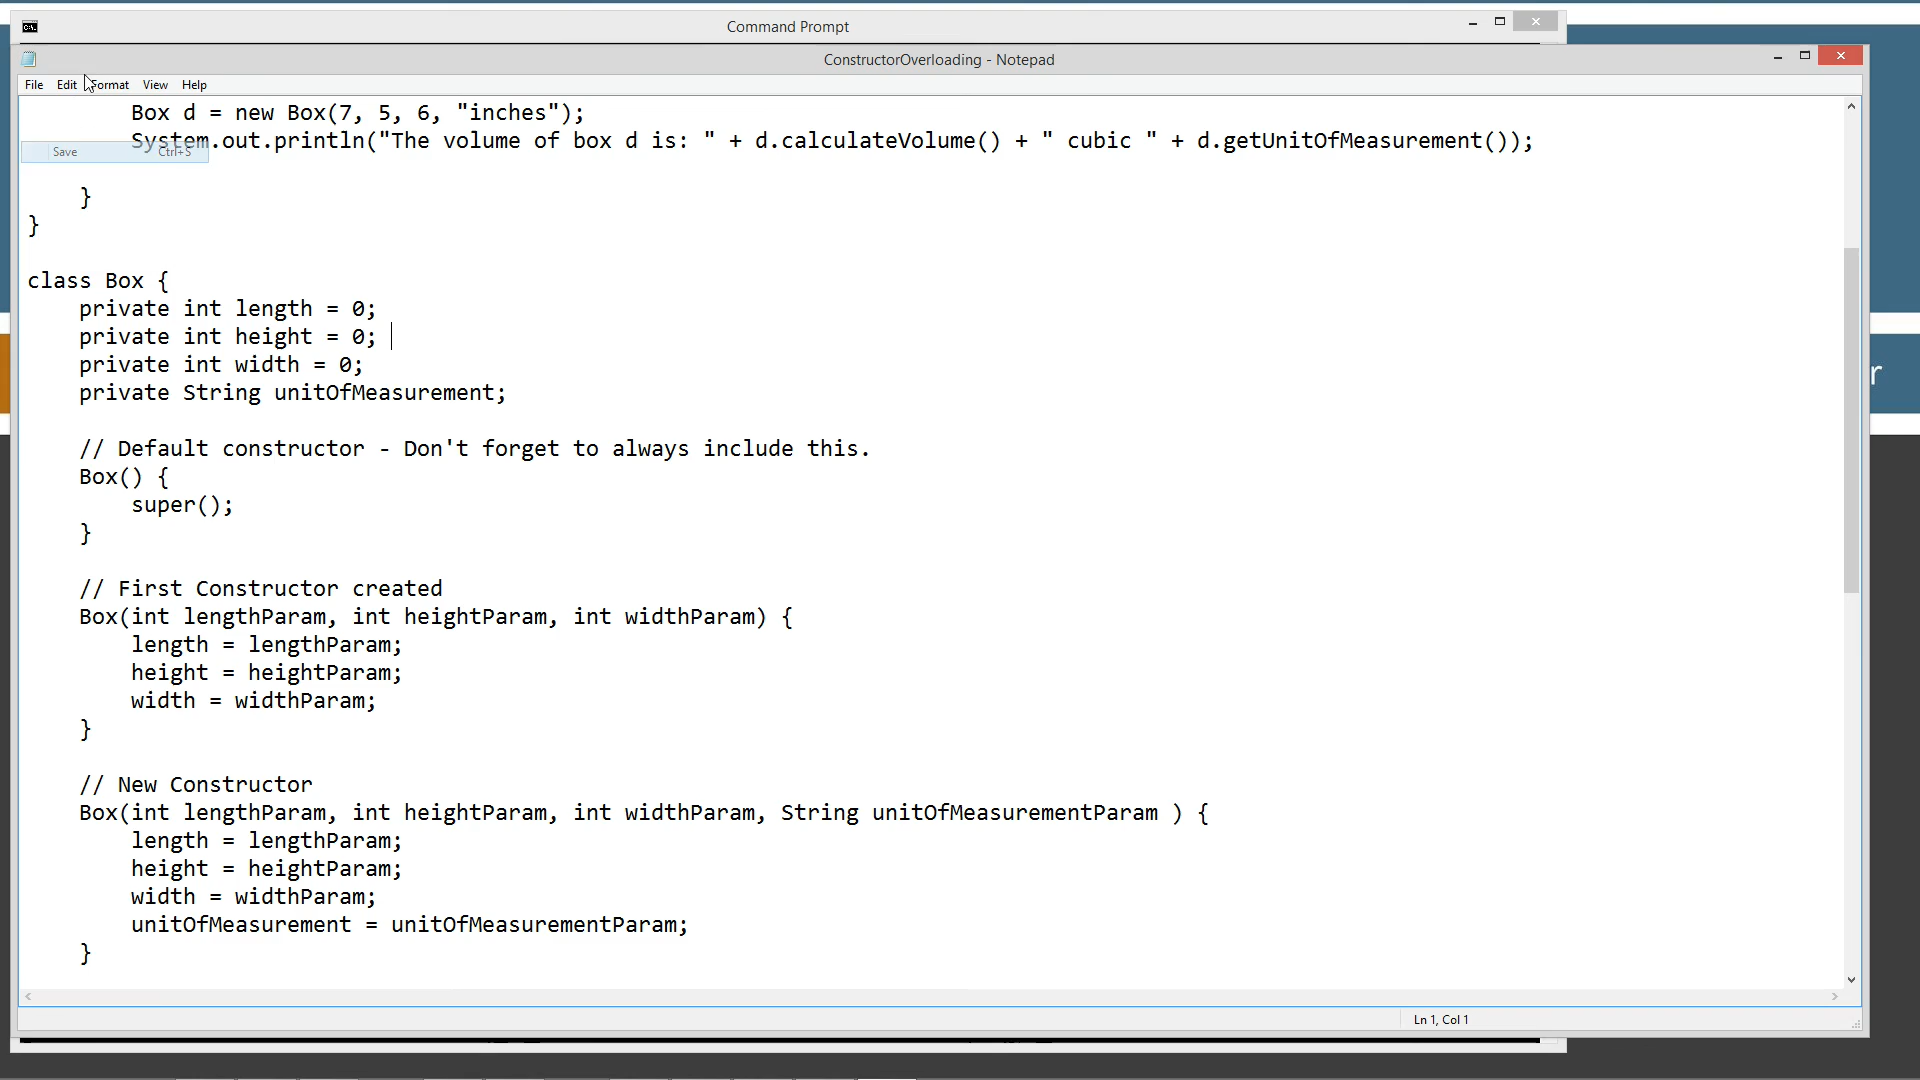 Command Prompt
ConstructorOverloading - Notepad
File Edit Format View Help
Box d = new Box(7, 5, 6, "inches");
System.out.println("The volume of box d is: " + d.calculateVolume() + " cubic " + d.getUnitOfMeasurement());
Save Ctrl+S
}
}
class Box {
private int length = 0;
private int height = 0;
private int width = 0;
r
private String unitOfMeasurement;
// Default constructor - Don't forget to always include this.
Box() {
super();
}
// First Constructor created
Box(int lengthParam, int heightParam, int widthParam) {
length = lengthParam;
height = heightParam;
width = widthParam;
}
// New Constructor
Box(int lengthParam, int heightParam, int widthParam, String unitOfMeasurementParam ) {
length = lengthParam;
height = heightParam;
width = widthParam;
unitOfMeasurement = unitOfMeasurementParam;
}
Ln 1, Col 1